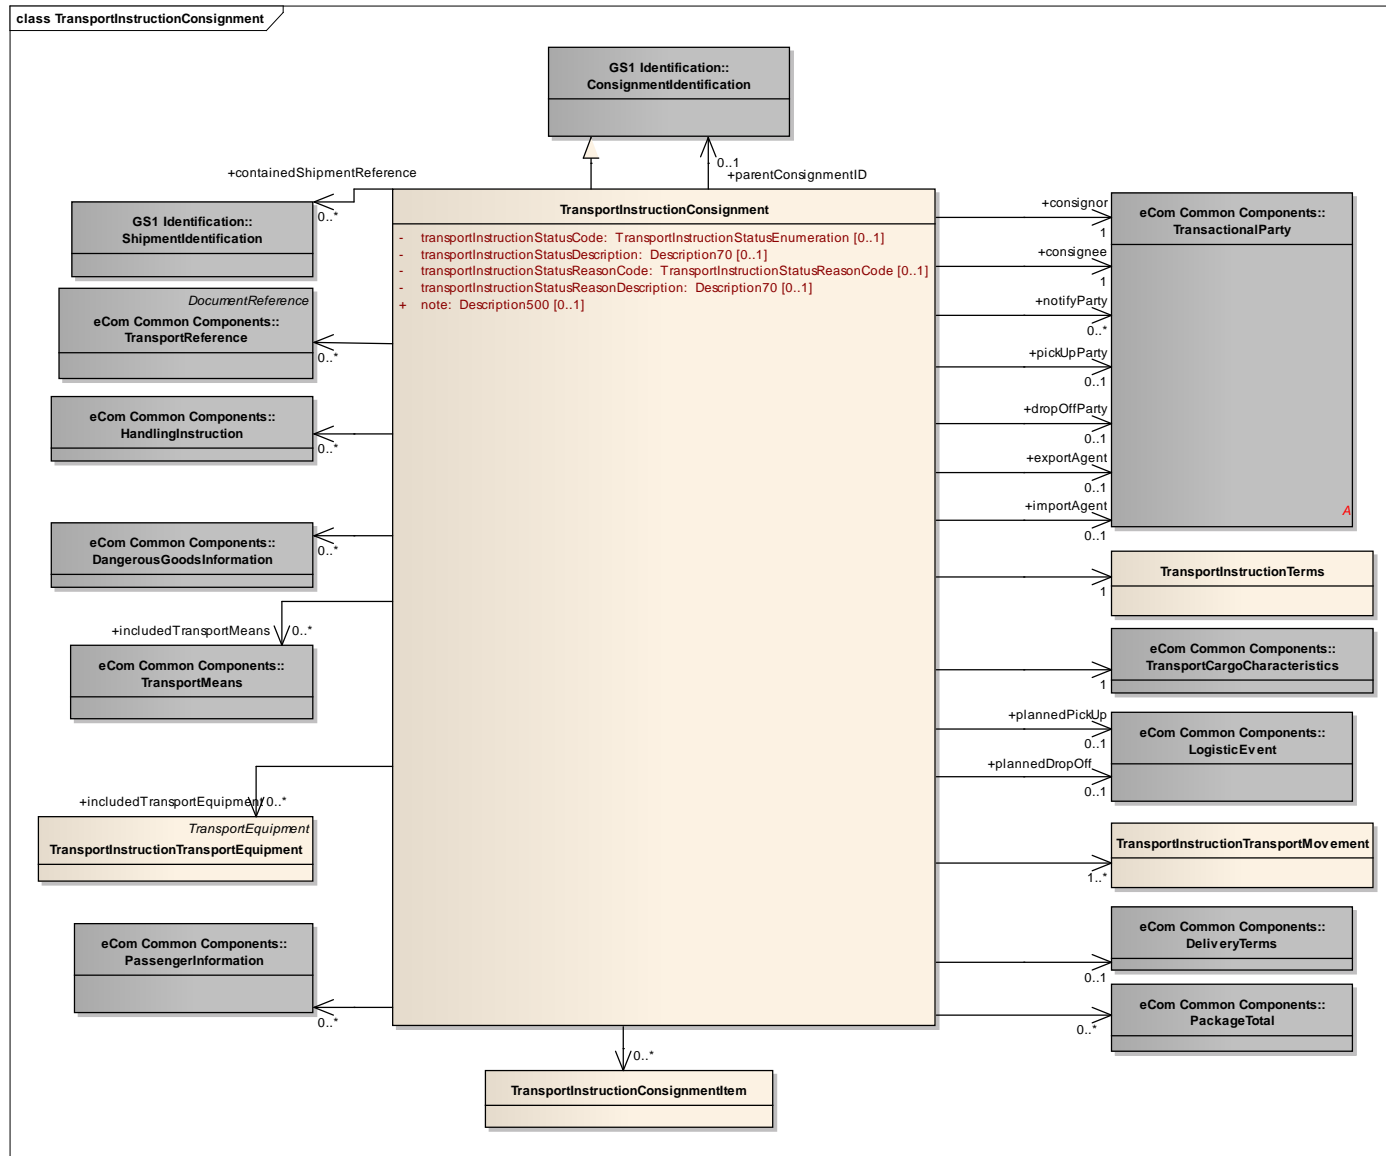 class TransportInstructionConsignment
GS1 Identification::
ConsignmentIdentification
0..1
+parentConsignmentID
+containedShipmentReference
0..*
GS1 Identification::
ShipmentIdentification
DocumentReference
eCom Common Components::
TransportReference
0..*
eCom Common Components::
HandlingInstruction
0..*
eCom Common Components::
DangerousGoodsInformation
0..*
+includedTransportMeans
0..*
eCom Common Components::
TransportMeans
+includedTransportEquipment
0..*
TransportEquipment
TransportInstructionTransportEquipment
eCom Common Components::
PassengerInformation
0..*
TransportInstructionConsignment
- transportInstructionStatusCode: TransportInstructionStatusEnumeration [0..1]
- transportInstructionStatusDescription: Description70 [0..1]
- transportInstructionStatusReasonCode: TransportInstructionStatusReasonCode [0..1]
- transportInstructionStatusReasonDescription: Description70 [0..1]
+ note: Description500 [0..1]
0..*
TransportInstructionConsignmentItem
+consignor
1
+consignee
1
+notifyParty
0..*
+pickUpParty
0..1
+dropOffParty
0..1
+exportAgent
0..1
+importAgent
0..1
eCom Common Components::
TransactionalParty
A
1
TransportInstructionTerms
1
eCom Common Components::
TransportCargoCharacteristics
+plannedPickUp
0..1
+plannedDropOff
0..1
eCom Common Components::
LogisticEvent
1..*
TransportInstructionTransportMovement
0..1
eCom Common Components::
DeliveryTerms
0..*
eCom Common Components::
PackageTotal